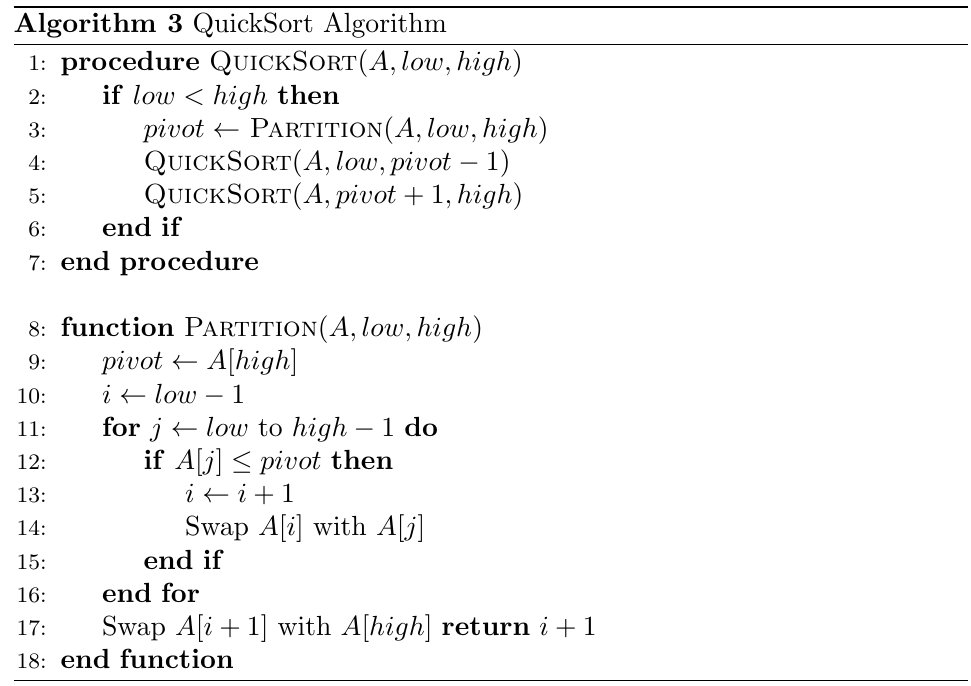 Algorithm 3 QuickSort Algorithm
1: procedure QUICKSORT(A, low, high)
2: if low < high then
3: pivot ← PARTITION(A, low, high)
4: QUICKSORT(A, low, pivot − 1)
5: QUICKSORT(A, pivot + 1, high)
6: end if
7: end procedure
8: function PARTITION(A, low, high)
9: pivot ← A[high]
10: i ← low − 1
11: for j ← low to high − 1 do
12: if A[j] ≤ pivot then
13: i ← i + 1
14: Swap A[i] with A[j]
15: end if
16: end for
17: Swap A[i + 1] with A[high] return i + 1
18: end function